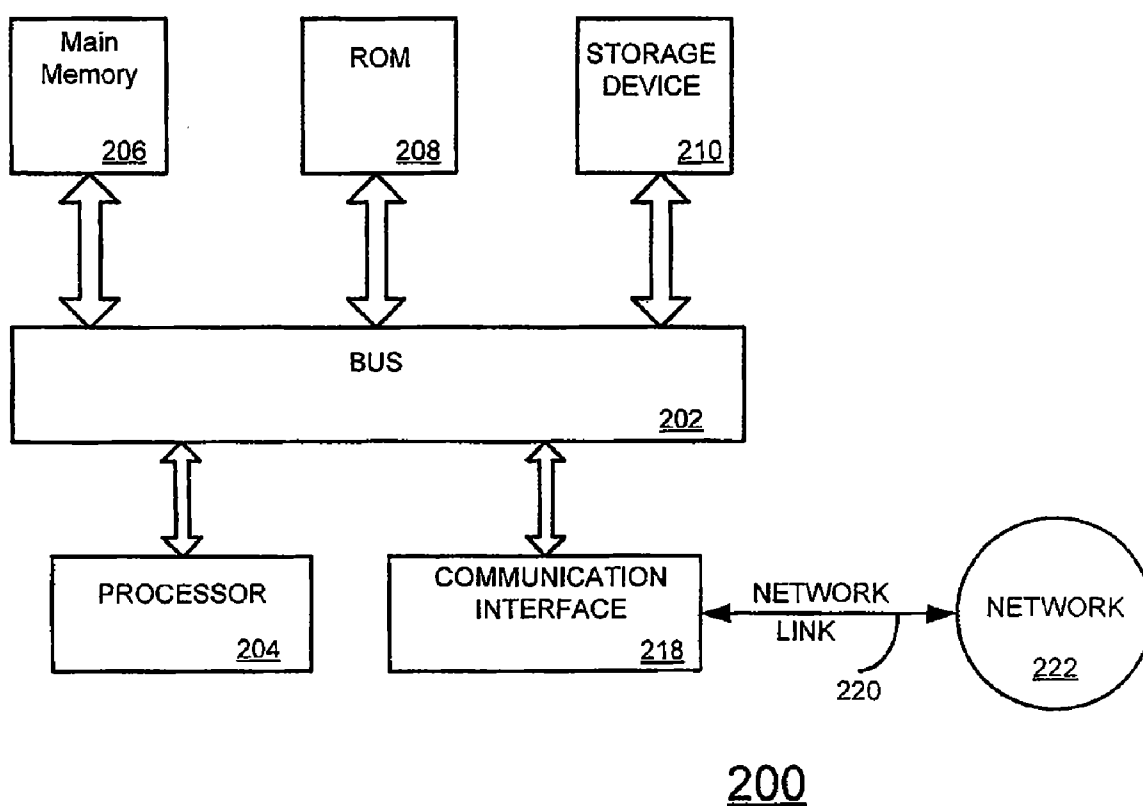 Main
Memory
206
ROM
208
STORAGE
DEVICE
210
BUS
202
PROCESSOR
204
COMMUNICATION
INTERFACE
218
NETWORK
LINK
220
NETWORK
222
200